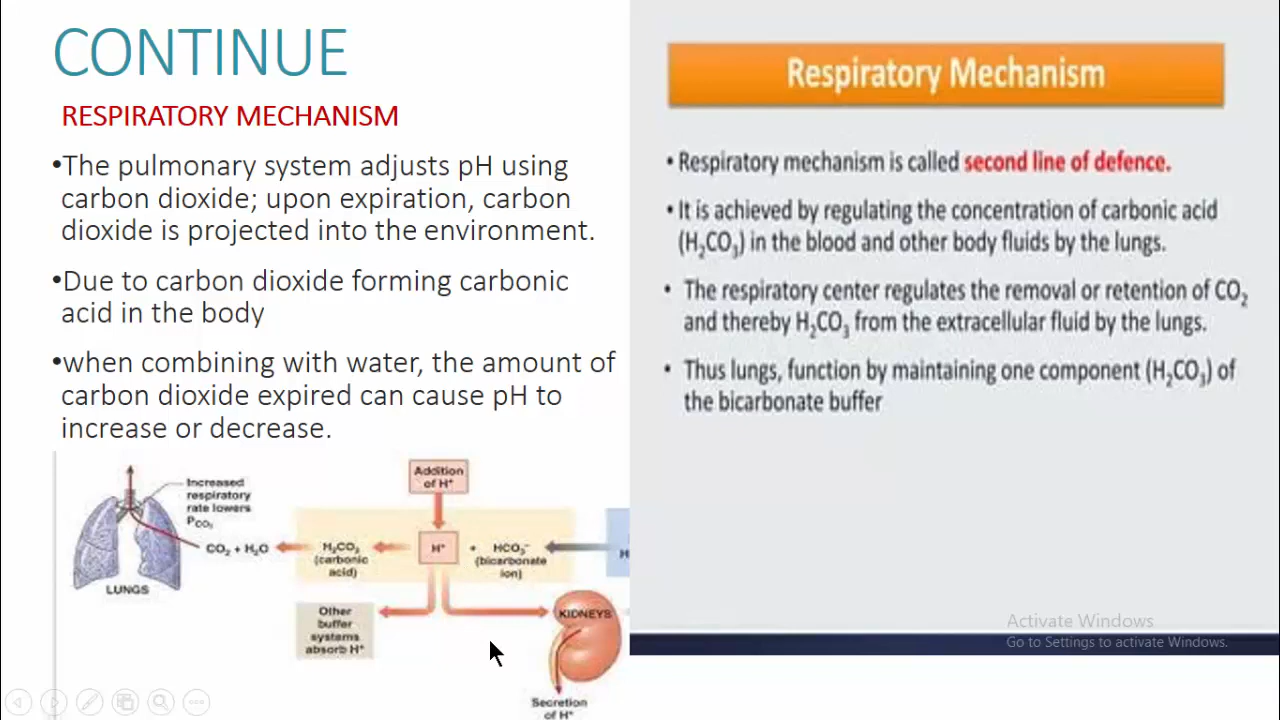 CONTINUE
RESPIRATORY MECHANISM
•The pulmonary system adjusts pH using
carbon dioxide; upon expiration, carbon
dioxide is projected into the environment.
•Due to carbon dioxide forming carbonic
acid in the body
•when combining with water, the amount of
carbon dioxide expired can cause pH to
increase or decrease.
Increased
respiratory
rate lowers
PCO₂
LUNGS
CO₂ + H₂O
H₂CO₃
(carbonic
acid)
Addition
of H⁺
H⁺
+ HCO₃⁻
(bicarbonate
ion)
H
Other
buffer
systems
absorb H⁺
KIDNEYS
Secretion
of H⁺
Respiratory Mechanism
• Respiratory mechanism is called second line of defence.
• It is achieved by regulating the concentration of carbonic acid
(H₂CO₃) in the blood and other body fluids by the lungs.
• The respiratory center regulates the removal or retention of CO₂
and thereby H₂CO₃ from the extracellular fluid by the lungs.
• Thus lungs, function by maintaining one component (H₂CO₃) of
the bicarbonate buffer
Activate Windows
Go to Settings to activate Windows.